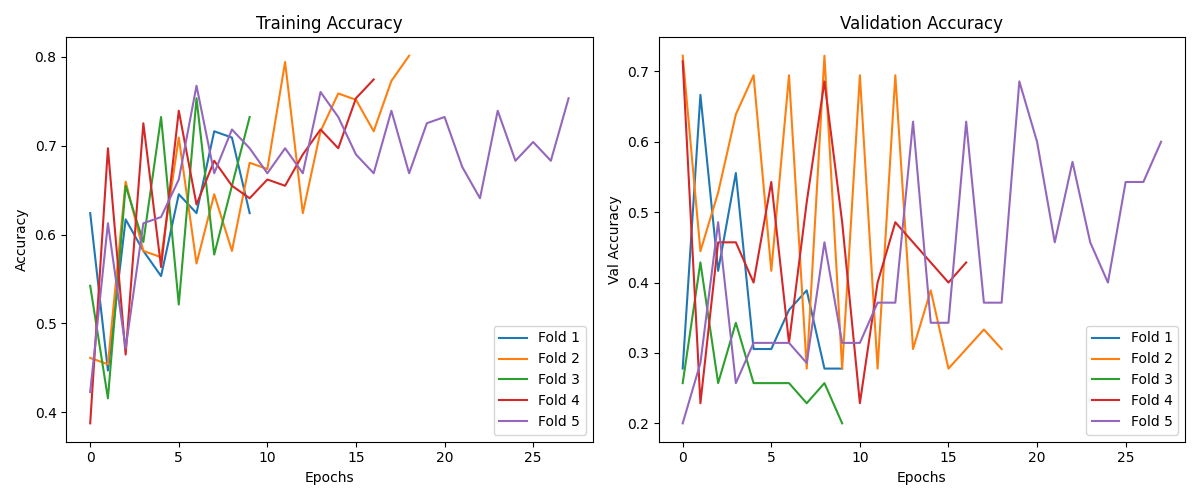 Training Accuracy
Accuracy
0.8
0.7
0.6
0.5
0.4
0 5 10 15 20 25
Epochs
Fold 1
Fold 2
Fold 3
Fold 4
Fold 5
Validation Accuracy
Val Accuracy
0.7
0.6
0.5
0.4
0.3
0.2
0 5 10 15 20 25
Epochs
Fold 1
Fold 2
Fold 3
Fold 4
Fold 5